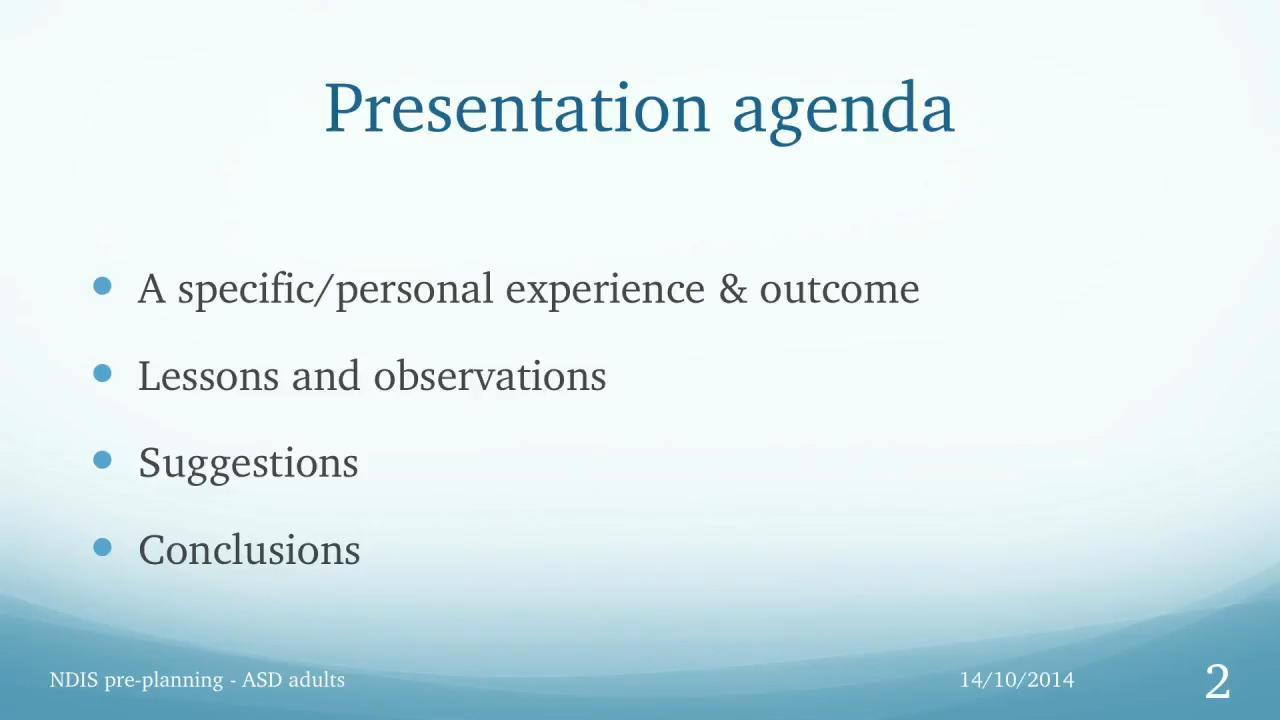 Presentation agenda
A specific/personal experience & outcome
Lessons and observations
Suggestions
Conclusions
NDIS pre-planning - ASD adults
14/10/2014
2